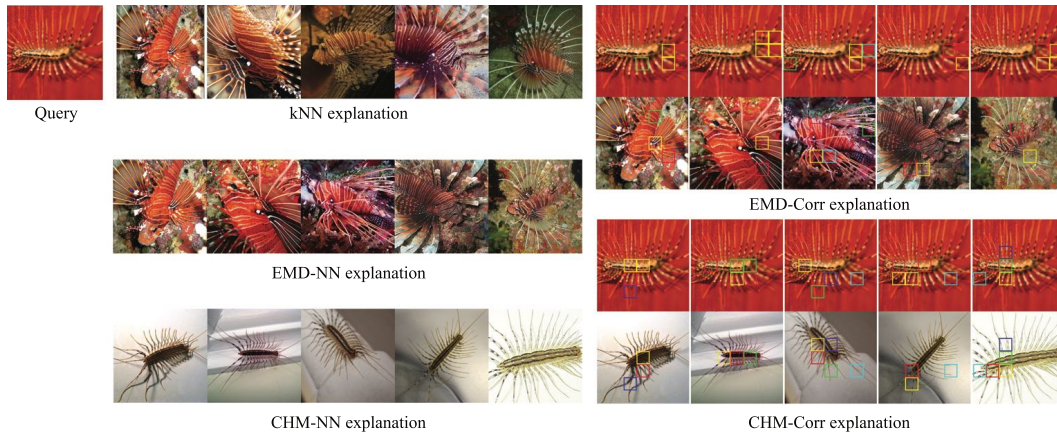 Query
kNN explanation
EMD-NN explanation
CHM-NN explanation
EMD-Corr explanation
CHM-Corr explanation